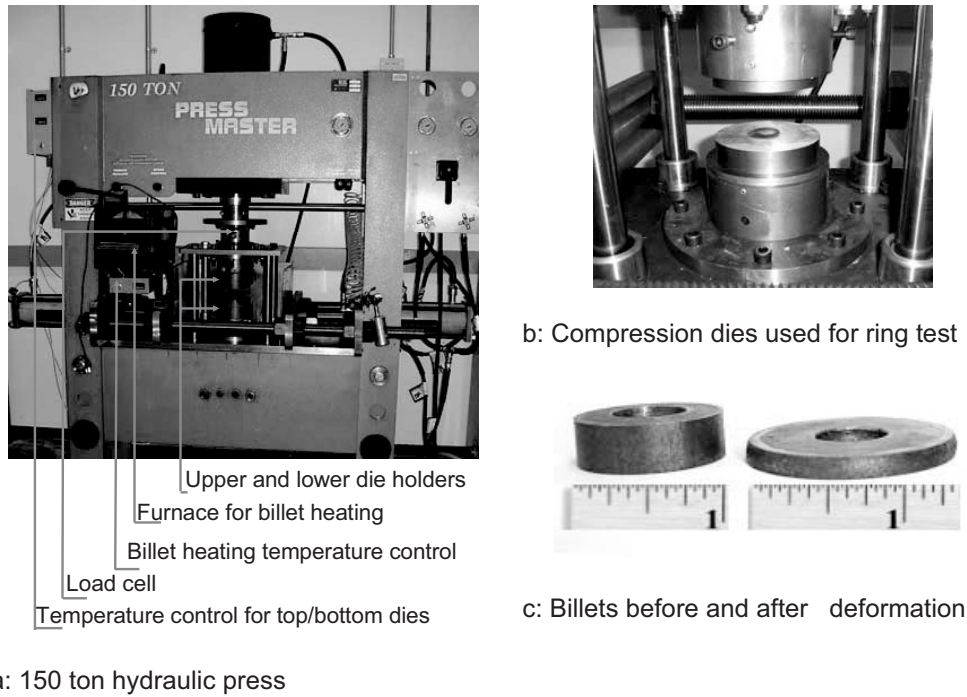 150 TON
PRESS
MASTER
DANGER
Upper and lower die holders
Furnace for billet heating
Billet heating temperature control
Load cell
Temperature control for top/bottom dies
a: 150 ton hydraulic press
b: Compression dies used for ring test
1
1
c: Billets before and after deformation